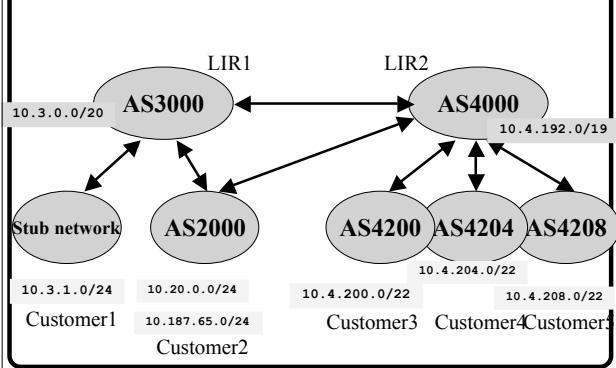 LIR1
LIR2
AS3000
AS4000
10.3.0.0/20
10.4.192.0/19
Stub network
AS2000
AS4200
AS4204
AS4208
10.3.1.0/24
10.20.0.0/24
10.4.200.0/22
10.4.204.0/22
10.4.208.0/22
Customer1
10.187.65.0/24
Customer2
Customer3
Customer4
Customer5